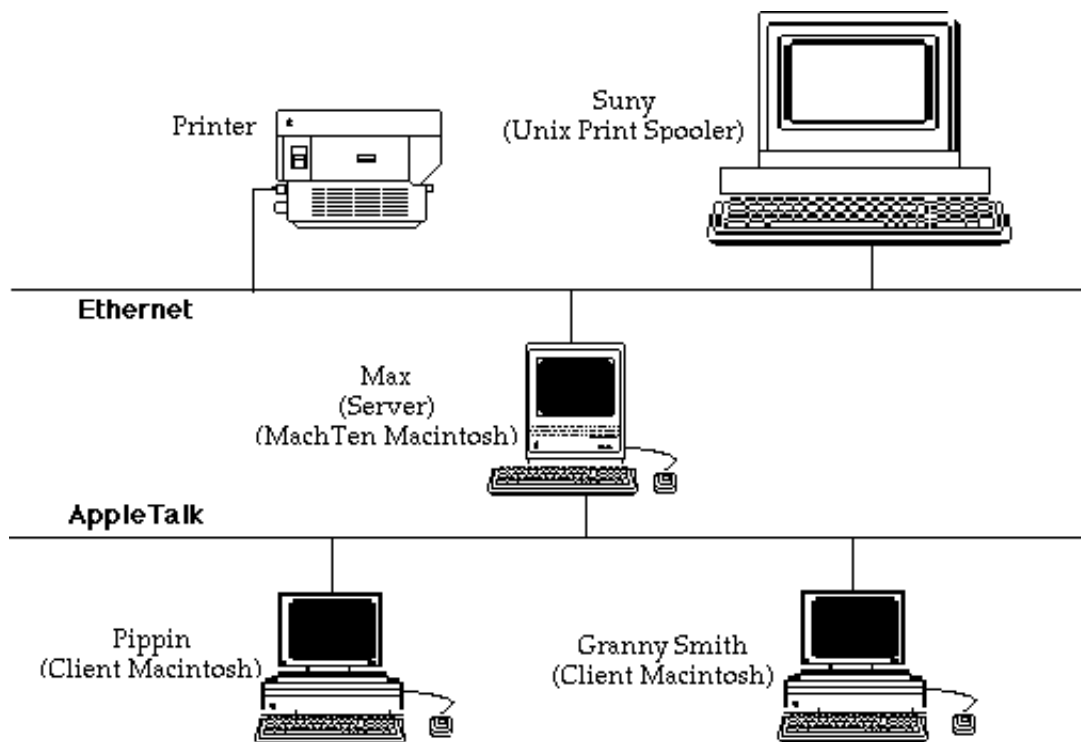 Printer
Suny
(Unix Print Spooler)
Ethernet
Max
(Server)
(MachTen Macintosh)
AppleTalk
Pippin
(Client Macintosh)
Granny Smith
(Client Macintosh)